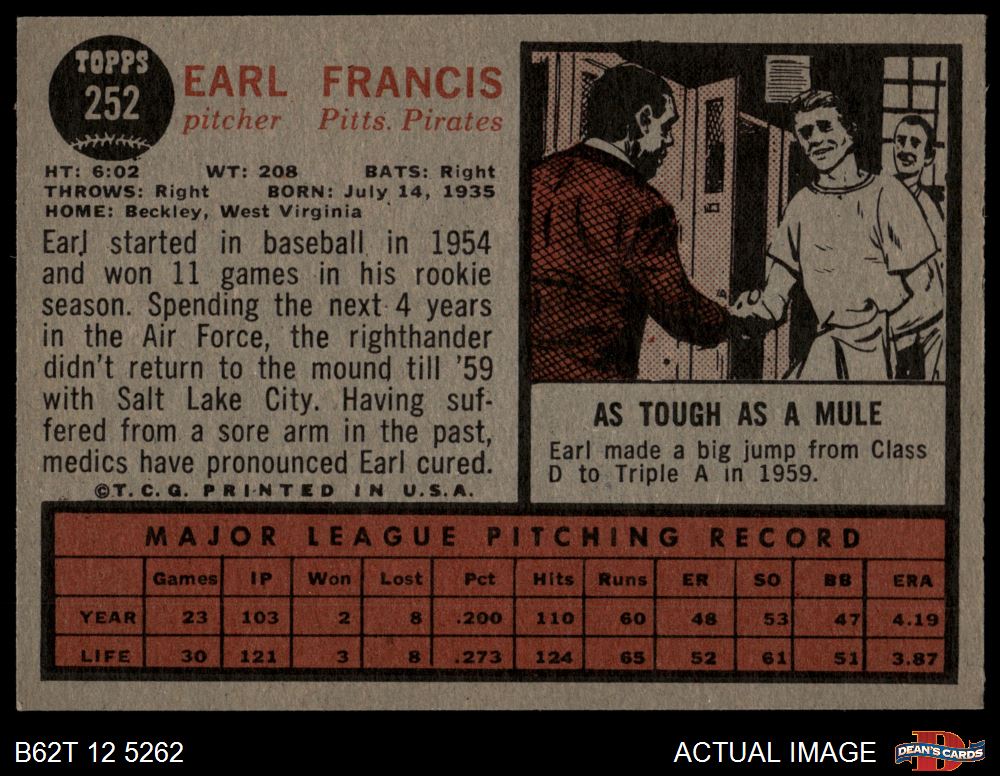 TOPPS
252
EARL FRANCIS
pitcher Pitts. Pirates
HT: 6:02 WT: 208 BATS: Right
THROWS: Right BORN: July 14, 1935
HOME: Beckley, West Virginia
Earl started in baseball in 1954
and won 11 games in his rookie
season. Spending the next 4 years
in the Air Force, the righthander
didn't return to the mound till '59
with Salt Lake City. Having suf-
fered from a sore arm in the past,
medics have pronounced Earl cured.
©T.C.G. PRINTED IN U.S.A.
AS TOUGH AS A MULE
Earl made a big jump from Class
D to Triple A in 1959.
MAJOR LEAGUE PITCHING RECORD
Games IP Won Lost Pct Hits Runs ER SO BB ERA
YEAR 23 103 2 8 .200 110 60 48 53 47 4.19
LIFE 30 121 3 8 .273 124 65 52 61 51 3.87
B62T 12 5262
ACTUAL IMAGE
D
DEAN'S CARDS